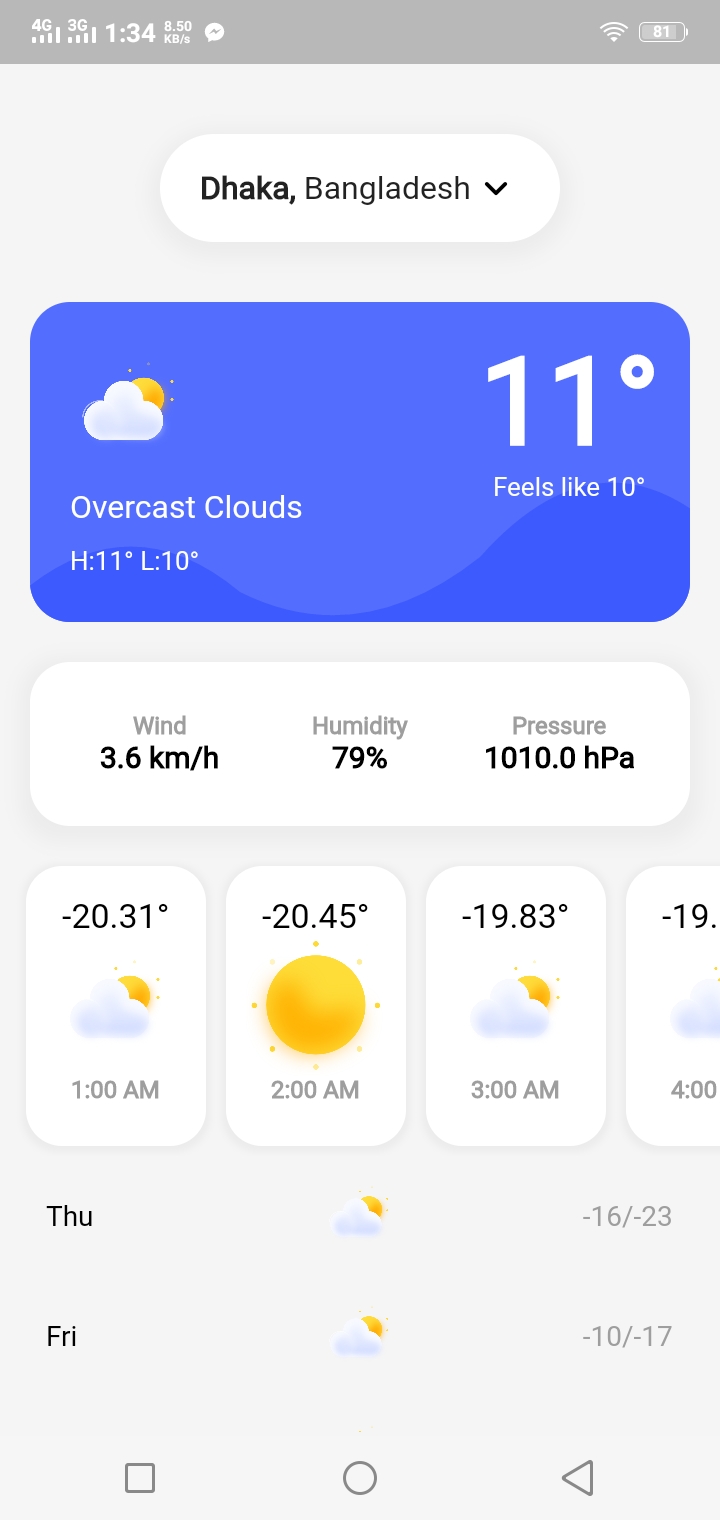 4G 3G 1:34 8.50 KB/s 81
Dhaka, Bangladesh
11°
Feels like 10°
Overcast Clouds
H:11° L:10°
Wind Humidity Pressure
3.6 km/h 79% 1010.0 hPa
-20.31° -20.45° -19.83° -19.
1:00 AM 2:00 AM 3:00 AM 4:00
Thu -16/-23
Fri -10/-17